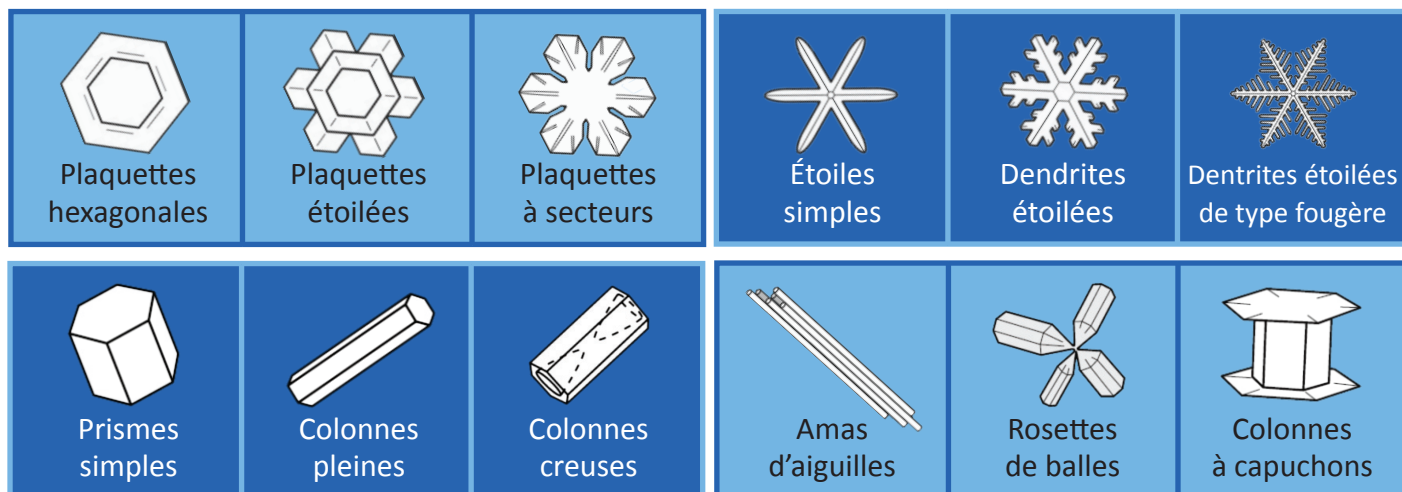 Plaquettes
hexagonales
Plaquettes
étoilées
Plaquettes
à secteurs
Étoiles
simples
Dendrites
étoilées
Dentrites étoilées
de type fougère
Prismes
simples
Colonnes
pleines
Colonnes
creuses
Amas
d’aiguilles
Rosettes
de balles
Colonnes
à capuchons